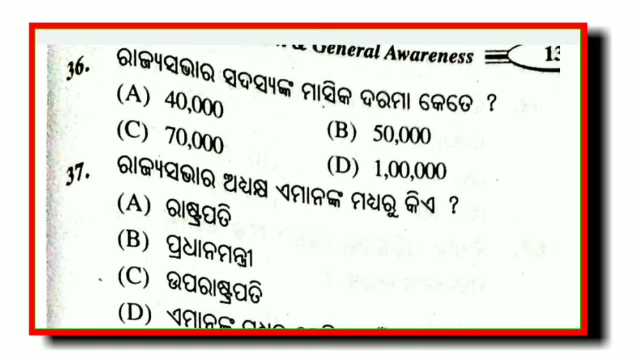 & General Awareness
36. ରାଜ୍ୟସଭାର ସଦସ୍ୟଙ୍କ ମାସିକ ଦରମା କେତେ ?
(A) 40,000
(B) 50,000
(C) 70,000
(D) 1,00,000
37. ରାଜ୍ୟସଭାର ଅଧ୍ୟକ୍ଷ ଏମାନଙ୍କ ମଧ୍ୟରୁ କିଏ ?
(A) ରାଷ୍ଟ୍ରପତି
(B) ପ୍ରଧାନମନ୍ତ୍ରୀ
(C) ଉପରାଷ୍ଟ୍ରପତି
(D) ଏମାନଙ୍କ